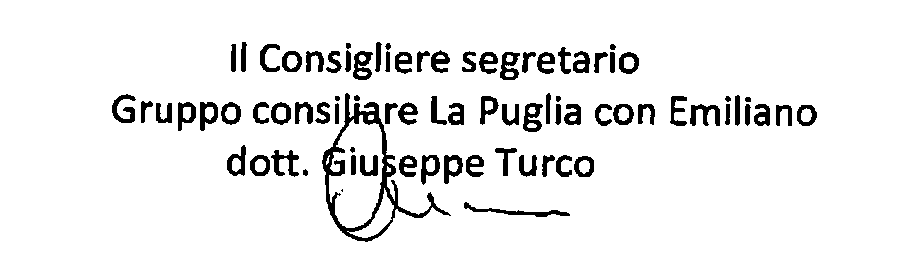 Il Consigliere segretario
Gruppo consiliare La Puglia con Emiliano
dott. Giuseppe Turco